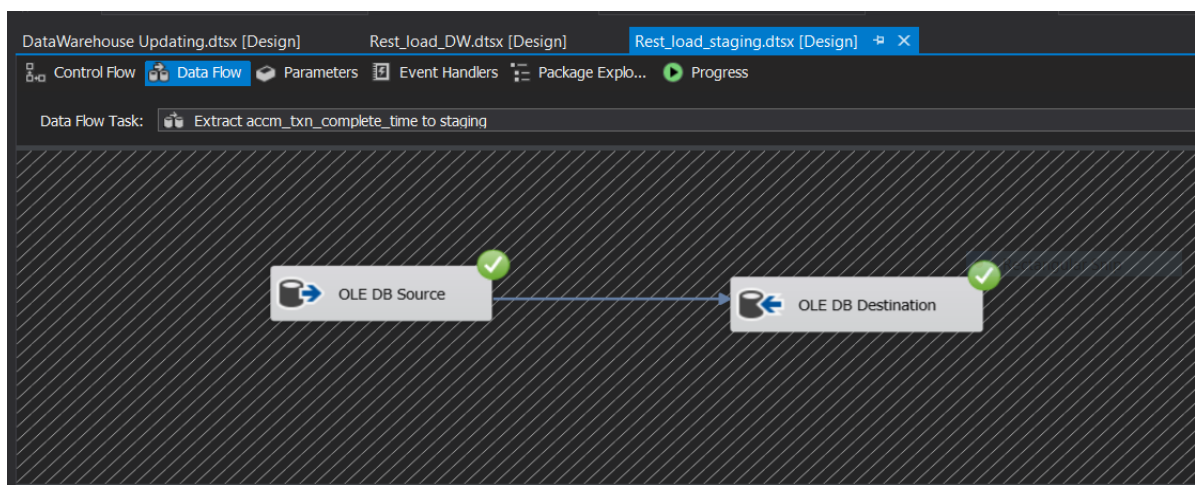 DataWarehouse Updating.dtsx [Design] Rest_load_DW.dtsx [Design] Rest_load_staging.dtsx [Design]
Control Flow Data Flow Parameters Event Handlers Package Explo... Progress
Data Flow Task: Extract accm_txn_complete_time to staging
OLE DB Source
OLE DB Destination